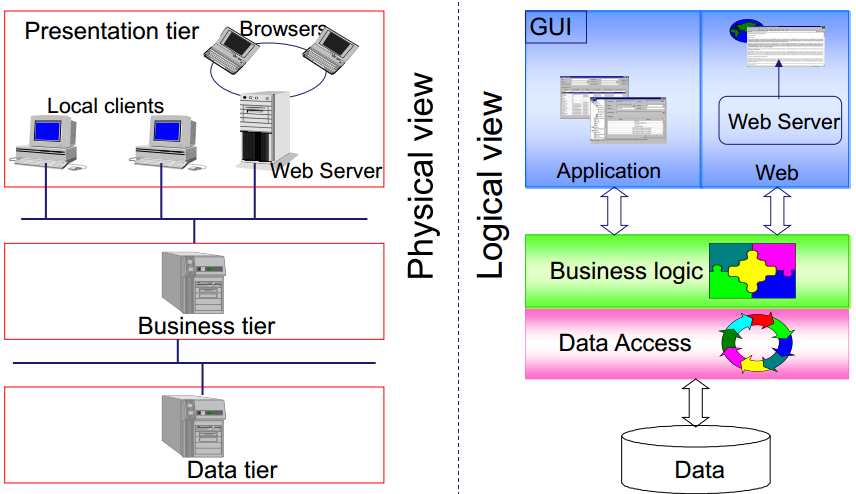 Presentation tier
Browsers
Local clients
Web Server
Business tier
Data tier
Physical view
Logical view
GUI
Web Server
Application
Web
Business logic
Data Access
Data